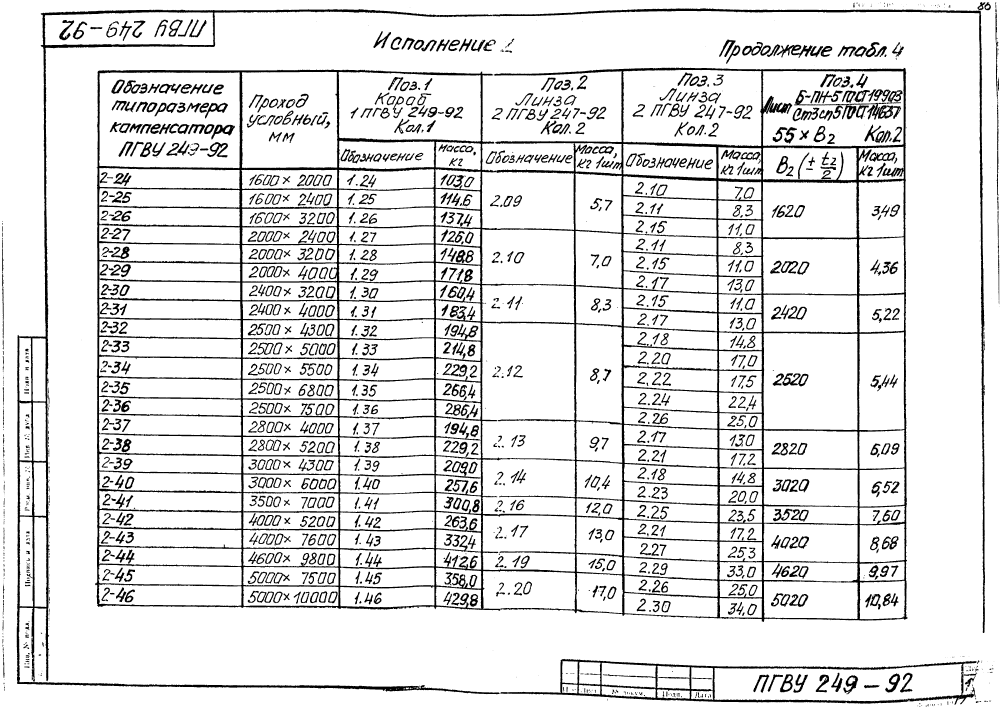 80
ПГВУ 249-92
Исполнение 2
Продолжение табл. 4
Обозначение типоразмера компенсатора ПГВУ 249-92 | Проход условный, мм | Поз.1 Короб 1 ПГВУ 249-92 Кол.1 | Поз.2 Линза 2 ПГВУ 247-92 Кол.2 | Поз.3 Линза 2 ПГВУ 247-92 Кол.2 | Поз.4 Лист Б-ПН-5 ГОСТ 19903 / Ст3сп5 ГОСТ 14637 55 × В2 Кол.2
Обозначение | Масса, кг | Обозначение | Масса, кг 1шт | Обозначение | Масса, кг 1шт | В2 (± t2/2) | Масса, кг 1шт
2-24 | 1600 × 2000 | 1.24 | 103,0 | 2.09 | 5,7 | 2.10 | 7,0 | 1620 | 3,49
2-25 | 1600 × 2400 | 1.25 | 114,6 | 2.11 | 8,3
2-26 | 1600 × 3200 | 1.26 | 137,4 | 2.15 | 11,0
2-27 | 2000 × 2400 | 1.27 | 126,0 | 2.10 | 7,0 | 2.11 | 8,3 | 2020 | 4,36
2-28 | 2000 × 3200 | 1.28 | 148,8 | 2.15 | 11,0
2-29 | 2000 × 4000 | 1.29 | 171,8 | 2.17 | 13,0
2-30 | 2400 × 3200 | 1.30 | 160,4 | 2.11 | 8,3 | 2.15 | 11,0 | 2420 | 5,22
2-31 | 2400 × 4000 | 1.31 | 183,4 | 2.17 | 13,0
2-32 | 2500 × 4300 | 1.32 | 194,8 | 2.12 | 8,7 | 2.18 | 14,8 | 2520 | 5,44
2-33 | 2500 × 5000 | 1.33 | 214,8 | 2.20 | 17,0
2-34 | 2500 × 5500 | 1.34 | 229,2 | 2.22 | 17,5
2-35 | 2500 × 6800 | 1.35 | 266,4 | 2.24 | 22,4
2-36 | 2500 × 7500 | 1.36 | 286,4 | 2.26 | 25,0
2-37 | 2800 × 4000 | 1.37 | 194,8 | 2.13 | 9,7 | 2.17 | 13,0 | 2820 | 6,09
2-38 | 2800 × 5200 | 1.38 | 229,2 | 2.21 | 17,2
2-39 | 3000 × 4300 | 1.39 | 209,0 | 2.14 | 10,4 | 2.18 | 14,8 | 3020 | 6,52
2-40 | 3000 × 6000 | 1.40 | 257,6 | 2.23 | 20,0
2-41 | 3500 × 7000 | 1.41 | 300,8 | 2.16 | 12,0 | 2.25 | 23,5 | 3520 | 7,60
2-42 | 4000 × 5200 | 1.42 | 263,6 | 2.17 | 13,0 | 2.21 | 17,2 | 4020 | 8,68
2-43 | 4000 × 7600 | 1.43 | 332,4 | 2.27 | 25,3
2-44 | 4600 × 9800 | 1.44 | 412,6 | 2.19 | 15,0 | 2.29 | 33,0 | 4620 | 9,97
2-45 | 5000 × 7500 | 1.45 | 358,0 | 2.20 | 17,0 | 2.26 | 25,0 | 5020 | 10,84
2-46 | 5000 × 10000 | 1.46 | 429,8 | 2.30 | 34,0
ПГВУ 249-92
Подп. и дата
Подпись и дата
Инв. № подл.
№ докум. Подп. Дата